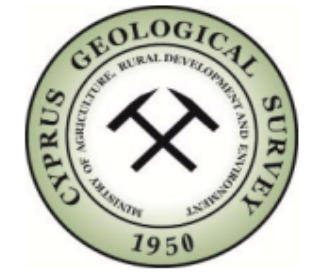 CYPRUS GEOLOGICAL SURVEY
MINISTRY OF AGRICULTURE, RURAL DEVELOPMENT AND ENVIRONMENT
1950